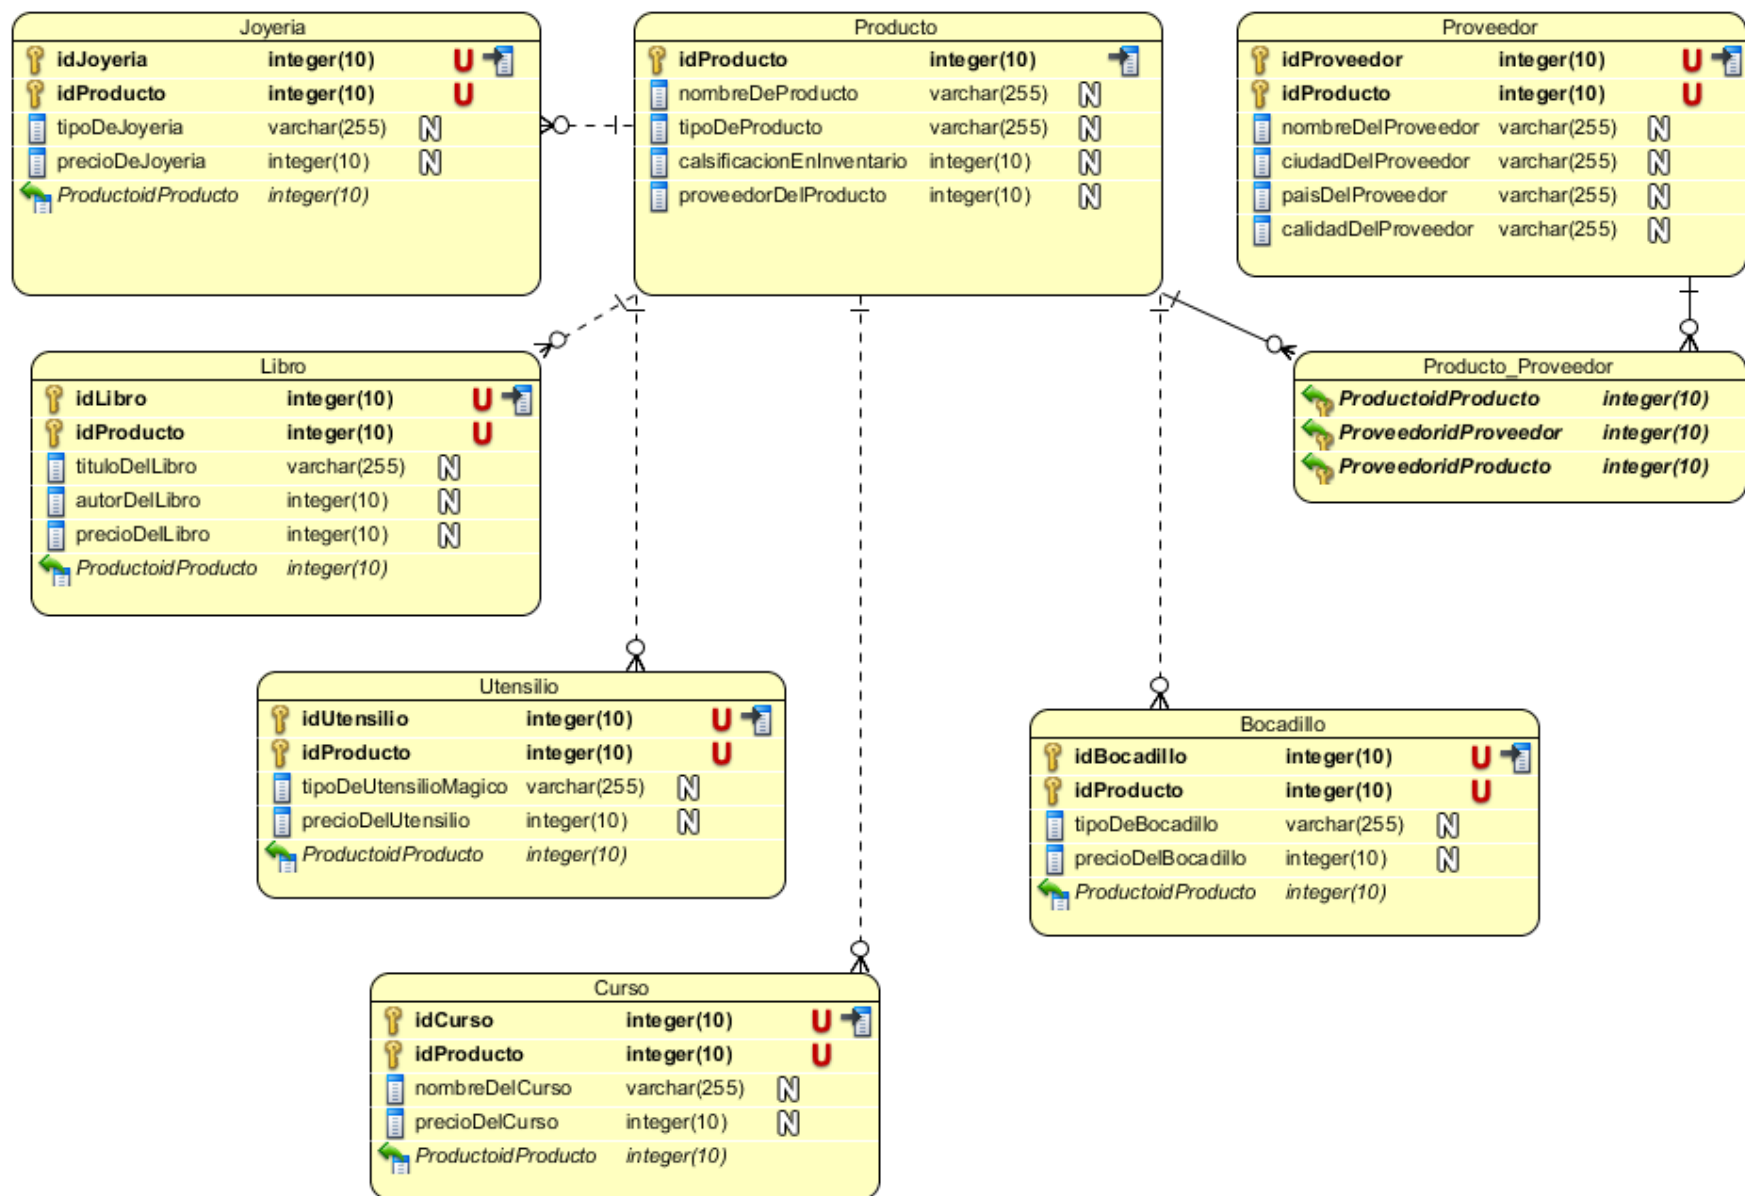 Joyeria
idJoyeria integer(10) U
idProducto integer(10) U
tipoDeJoyeria varchar(255) N
precioDeJoyeria integer(10) N
ProductoidProducto integer(10)
Producto
idProducto integer(10)
nombreDeProducto varchar(255) N
tipoDeProducto varchar(255) N
calsificacionEnInventario integer(10) N
proveedorDelProducto integer(10) N
Proveedor
idProveedor integer(10) U
idProducto integer(10) U
nombreDelProveedor varchar(255) N
ciudadDelProveedor varchar(255) N
paisDelProveedor varchar(255) N
calidadDelProveedor varchar(255) N
Libro
idLibro integer(10) U
idProducto integer(10) U
tituloDelLibro varchar(255) N
autorDelLibro integer(10) N
precioDelLibro integer(10) N
ProductoidProducto integer(10)
Producto_Proveedor
ProductoidProducto integer(10)
ProveedoridProveedor integer(10)
ProveedoridProducto integer(10)
Utensilio
idUtensilio integer(10) U
idProducto integer(10) U
tipoDeUtensilioMagico varchar(255) N
precioDelUtensilio integer(10) N
ProductoidProducto integer(10)
Bocadillo
idBocadillo integer(10) U
idProducto integer(10) U
tipoDeBocadillo varchar(255) N
precioDelBocadillo integer(10) N
ProductoidProducto integer(10)
Curso
idCurso integer(10) U
idProducto integer(10) U
nombreDelCurso varchar(255) N
precioDelCurso integer(10) N
ProductoidProducto integer(10)